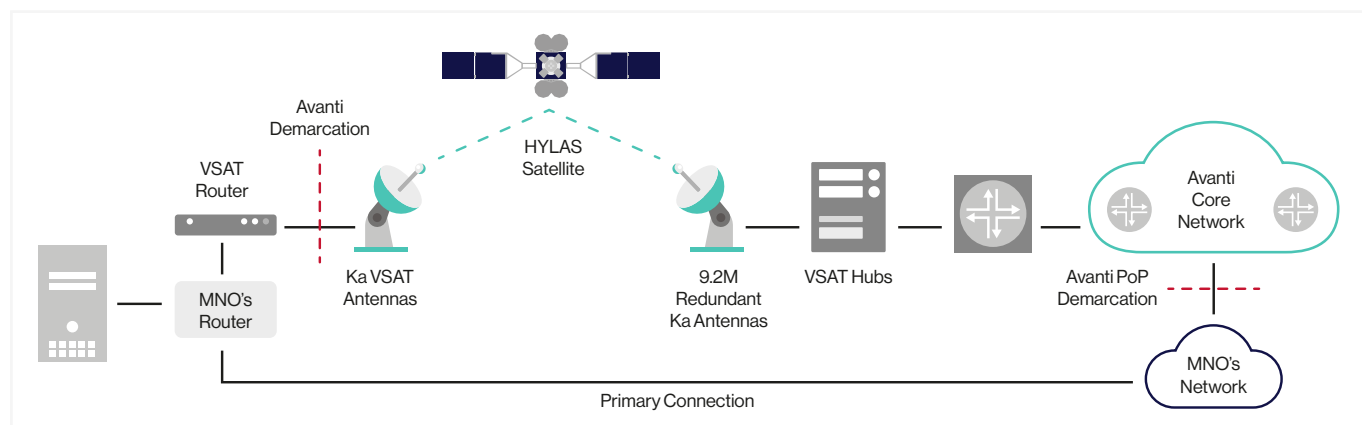 Avanti
Demarcation
VSAT
Router
HYLAS
Satellite
Avanti
Core
Network
MNO's
Router
Ka VSAT
Antennas
9.2M
Redundant
Ka Antennas
VSAT Hubs
Avanti PoP
Demarcation
MNO's
Network
Primary Connection